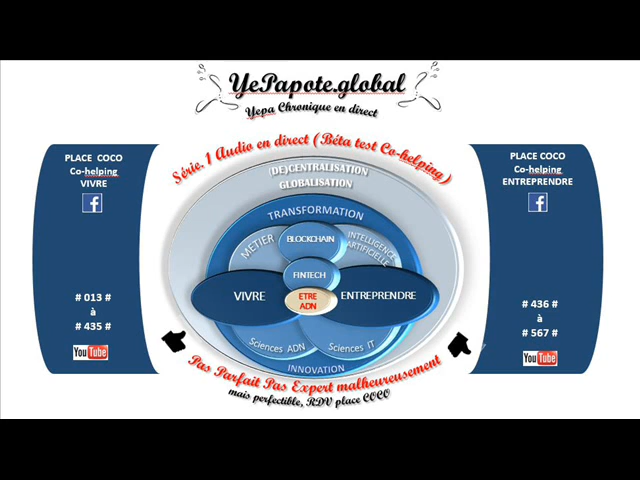 YePapote.global
Yepa Chronique en direct
Série, 1 Audio en direct (Béta test Co-helping)
PLACE COCO
Co-helping
VIVRE
# 013 #
à
# 435 #
YouTube
(DE)CENTRALISATION
GLOBALISATION
TRANSFORMATION
METIER
BLOCKCHAIN
INTELLIGENCE
ARTIFICIELLE
FINTECH
VIVRE
ETRE
ADN
ENTREPRENDRE
Sciences ADN
Sciences IT
INNOVATION
PLACE COCO
Co-helping
ENTREPRENDRE
# 436 #
à
# 567 #
YouTube
Pas Parfait Pas Expert malheureusement
mais perfectible, RDV place COCO